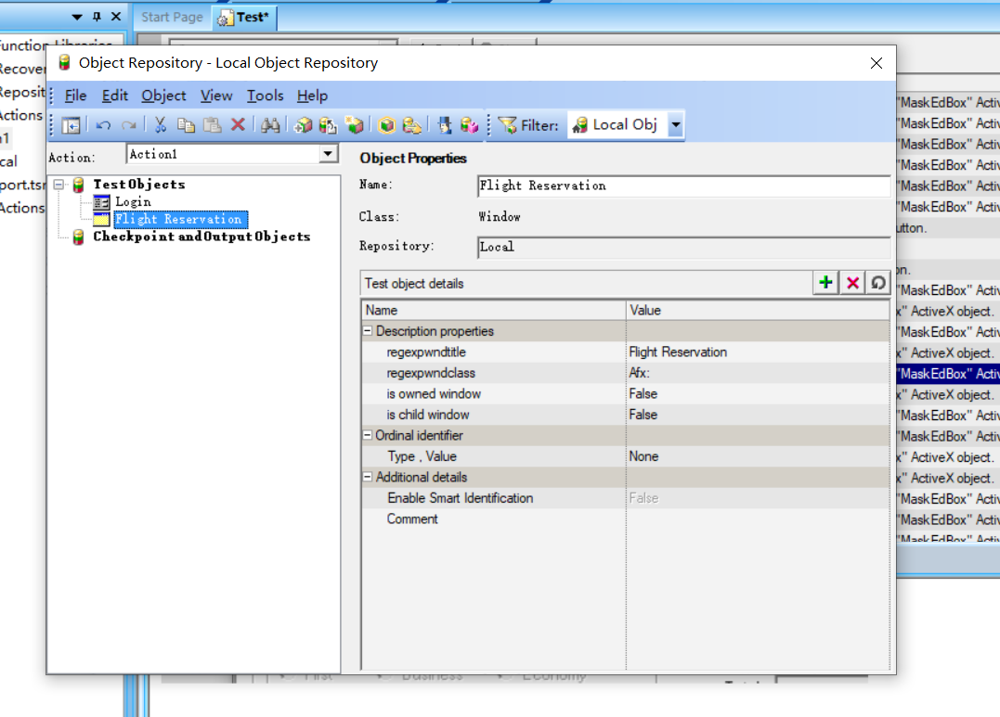 Start Page
Test*
Function Libraries
Recover
Reposit
Actions
n1
cal
port.tsr
Actions
Object Repository - Local Object Repository
File Edit Object View Tools Help
Filter: Local Obj
Action: Action1
Test Objects
Login
Flight Reservation
Checkpoint and Output Objects
Object Properties
Name: Flight Reservation
Class: Window
Repository: Local
Test object details
Name Value
Description properties
regexpwndtitle Flight Reservation
regexpwndclass Afx:
is owned window False
is child window False
Ordinal identifier
Type , Value None
Additional details
Enable Smart Identification False
Comment
"MaskEdBox" Activ
"MaskEdBox" Activ
"MaskEdBox" Activ
"MaskEdBox" Activ
"MaskEdBox" Activ
"MaskEdBox" Activ
utton.
on.
"MaskEdBox" Activ
x" ActiveX object.
"MaskEdBox" Activ
x" ActiveX object.
"MaskEdBox" Activ
x" ActiveX object.
"MaskEdBox" Activ
"MaskEdBox" Activ
x" ActiveX object.
x" ActiveX object.
"MaskEdBox" Activ
"MaskEdBox" Activ
"MaskEdBox" Activ
First Business Economy